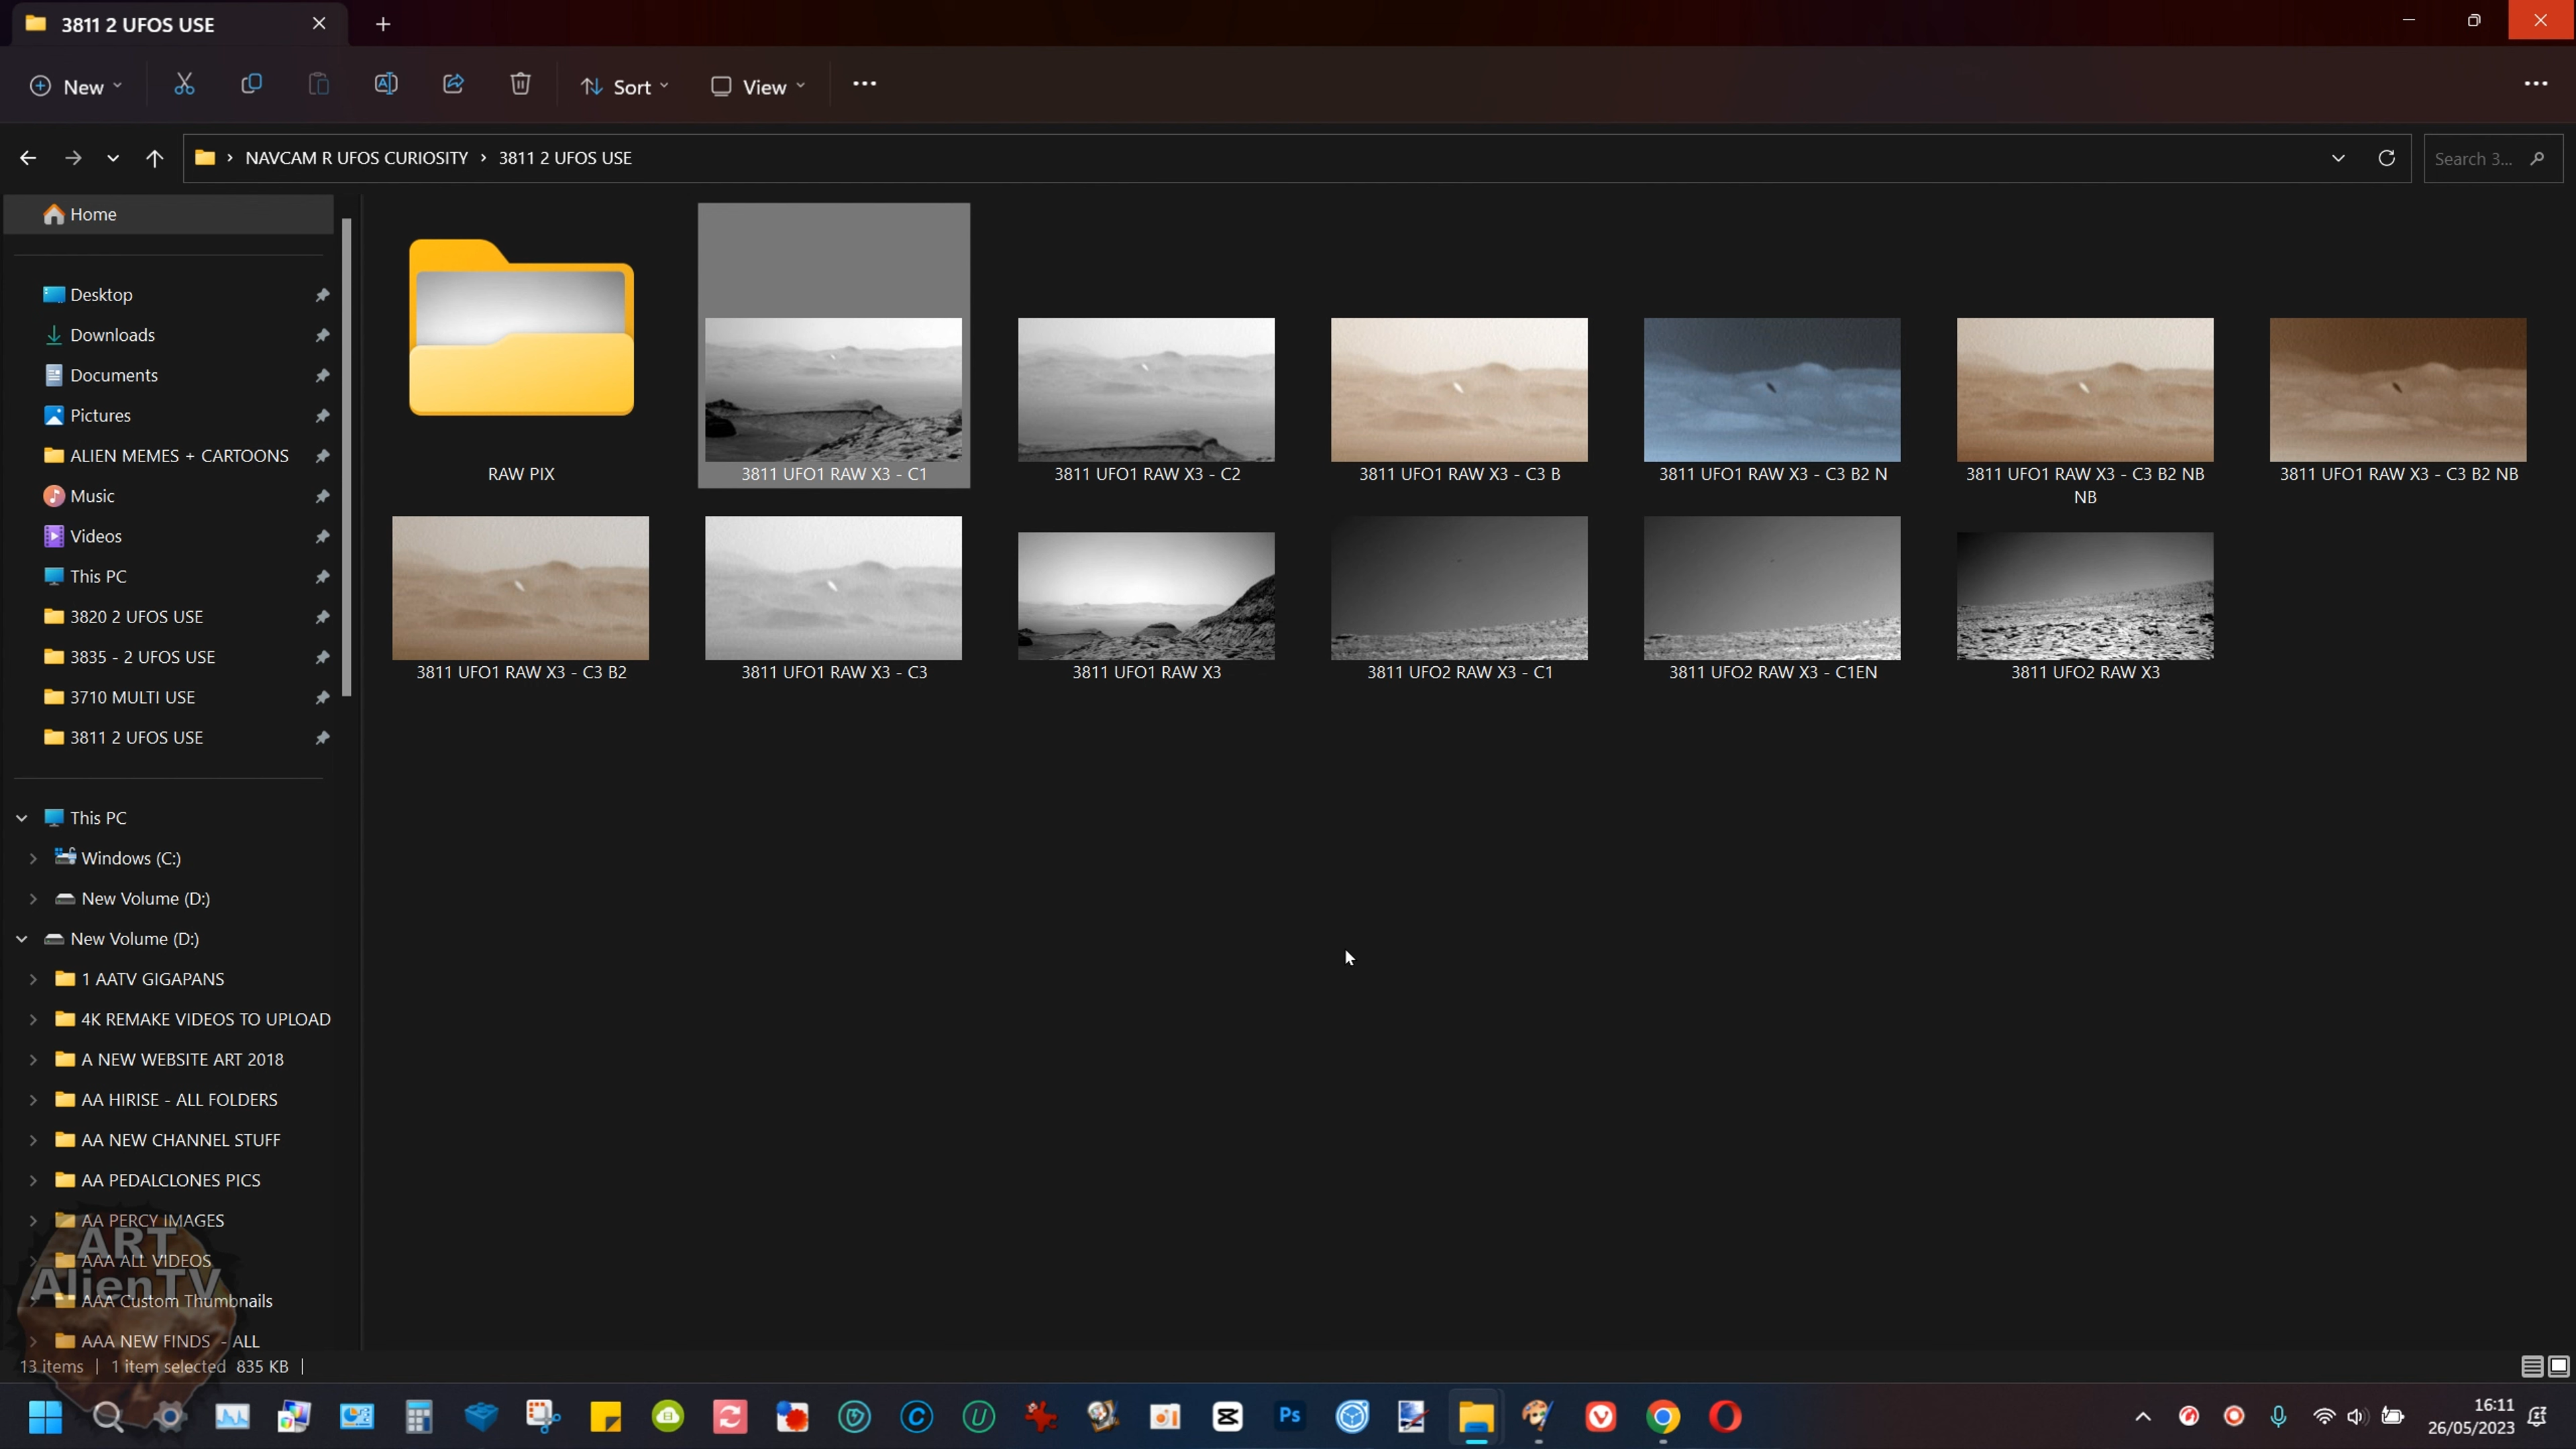 3811 2 UFOS USE
New
Sort
View
NAVCAM R UFOS CURIOSITY › 3811 2 UFOS USE
Search 3...
Home
Desktop
Downloads
Documents
Pictures
ALIEN MEMES + CARTOONS
Music
Videos
This PC
3820 2 UFOS USE
3835 - 2 UFOS USE
3710 MULTI USE
3811 2 UFOS USE
This PC
Windows (C:)
New Volume (D:)
New Volume (D:)
1 AATV GIGAPANS
4K REMAKE VIDEOS TO UPLOAD
A NEW WEBSITE ART 2018
AA HIRISE - ALL FOLDERS
AA NEW CHANNEL STUFF
AA PEDALCLONES PICS
AA PERCY IMAGES
AAA ALL VIDEOS
AAA Custom Thumbnails
AAA NEW FINDS - ALL
ART
AlienTV
RAW PIX
3811 UFO1 RAW X3 - C1
3811 UFO1 RAW X3 - C2
3811 UFO1 RAW X3 - C3 B
3811 UFO1 RAW X3 - C3 B2 N
3811 UFO1 RAW X3 - C3 B2 NB
NB
3811 UFO1 RAW X3 - C3 B2 NB
3811 UFO1 RAW X3 - C3 B2
3811 UFO1 RAW X3 - C3
3811 UFO1 RAW X3
3811 UFO2 RAW X3 - C1
3811 UFO2 RAW X3 - C1EN
3811 UFO2 RAW X3
13 items | 1 item selected 835 KB |
Ps
16:11
26/05/2023